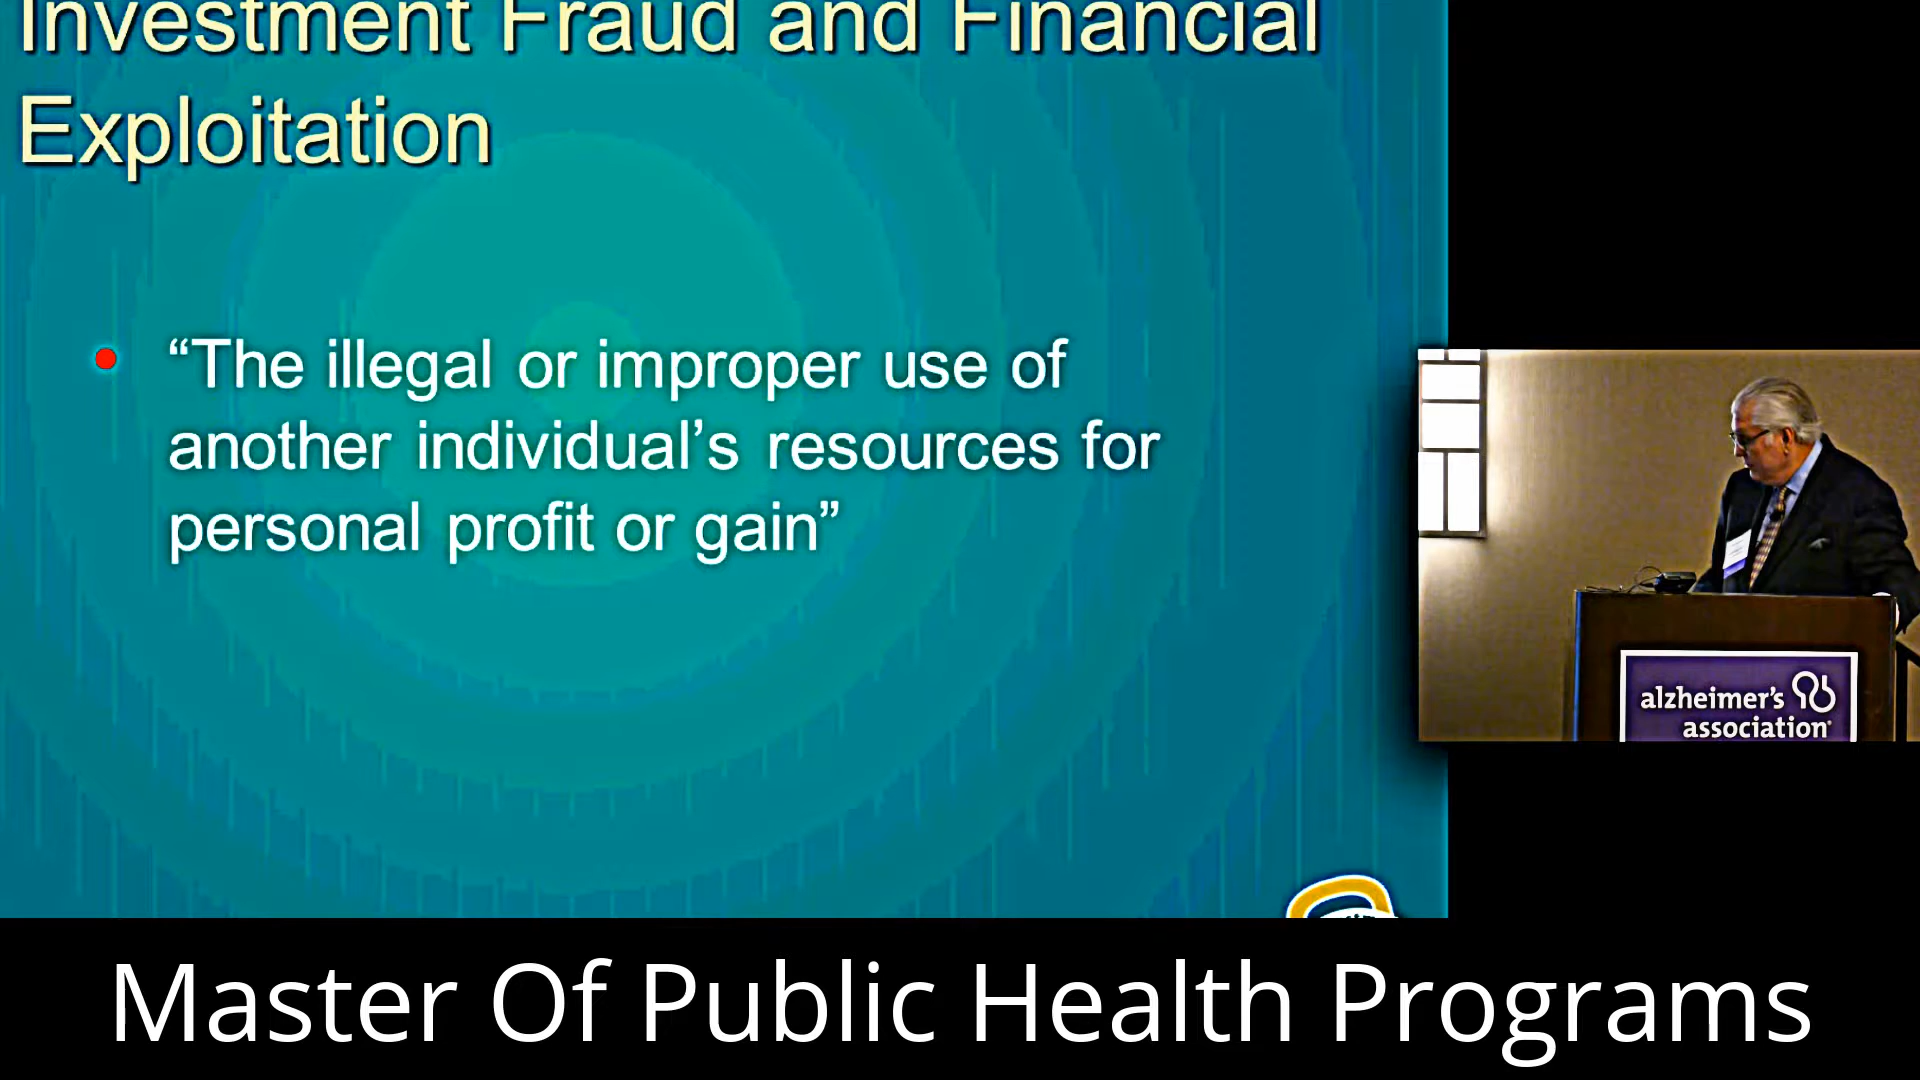 Investment Fraud and Financial
Exploitation
“The illegal or improper use of
another individual’s resources for
personal profit or gain”
alzheimer's
association
Master Of Public Health Programs